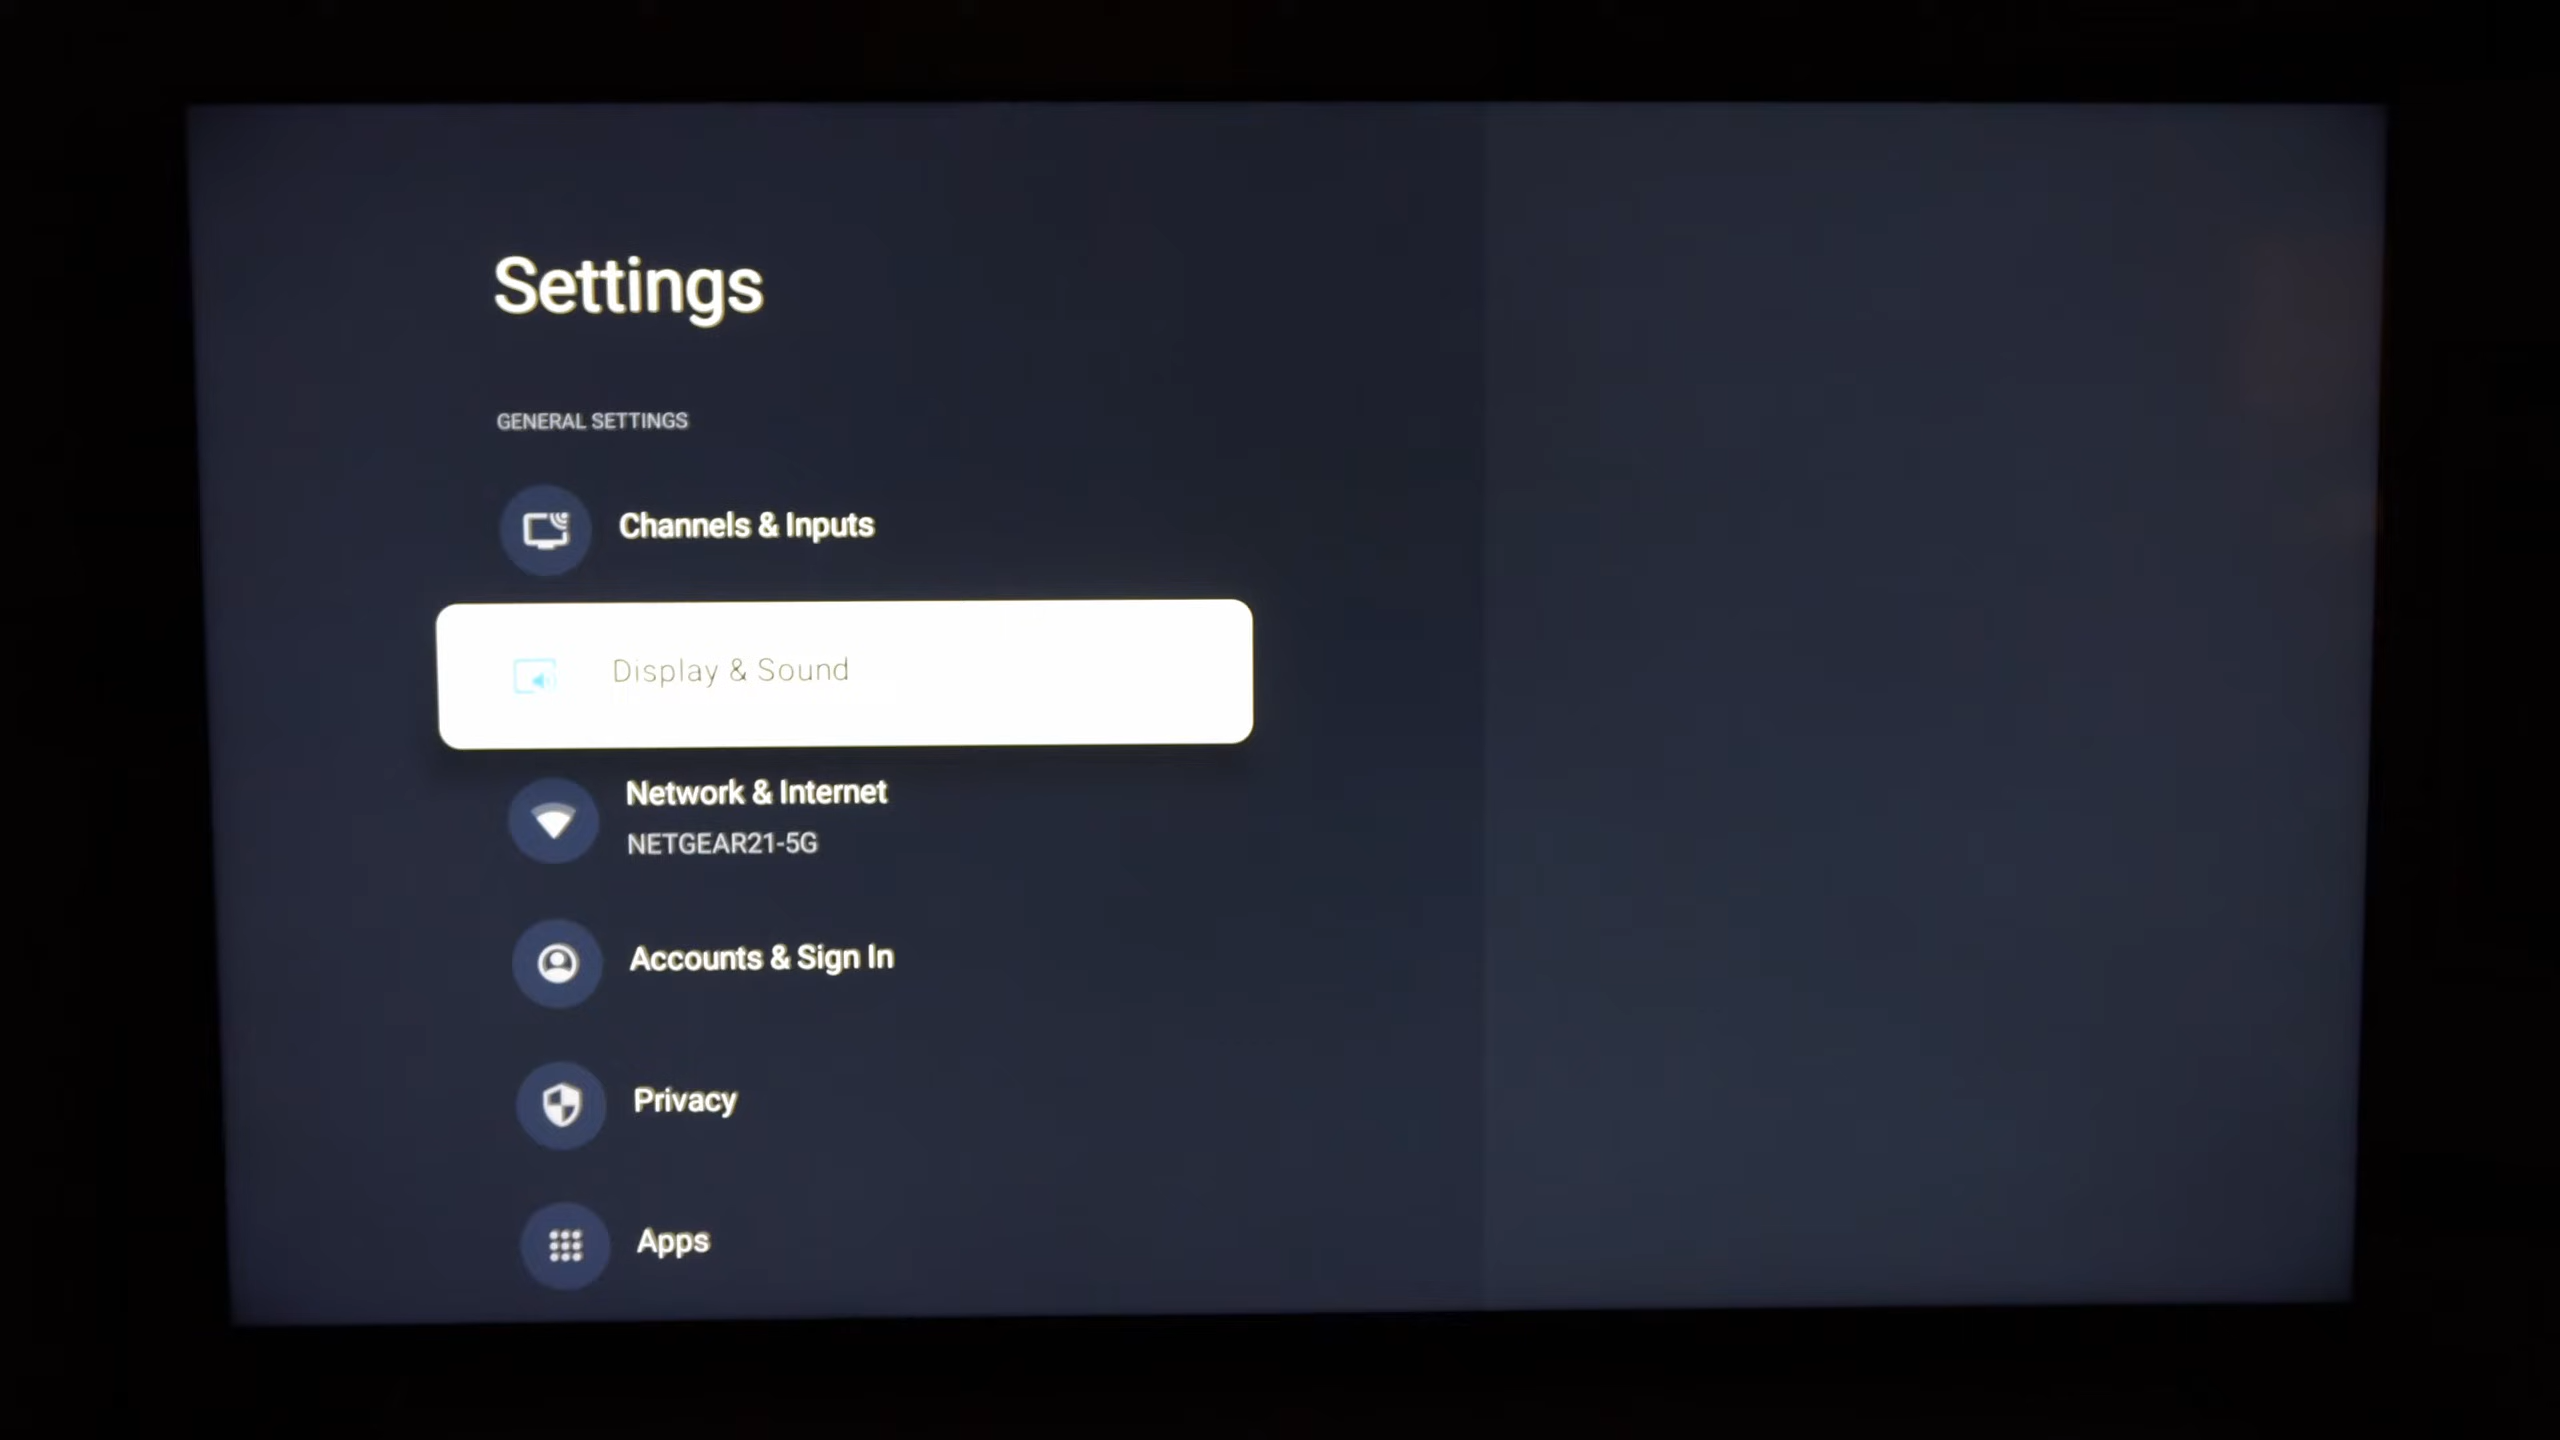 Settings
GENERAL SETTINGS
Channels & Inputs
Display & Sound
Network & Internet
NETGEAR21-5G
Accounts & Sign In
Privacy
Apps